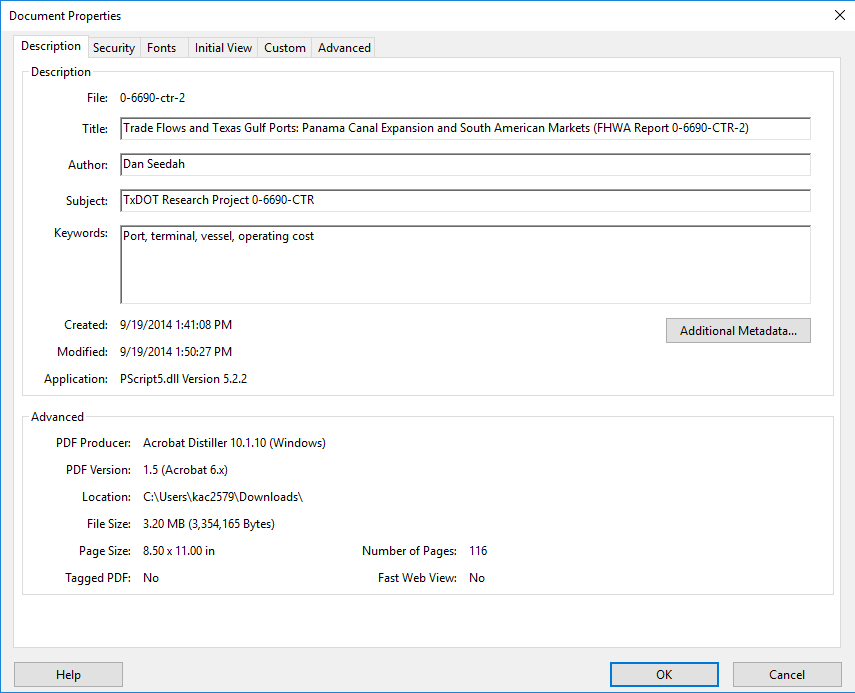 Document Properties
Description Security Fonts Initial View Custom Advanced
Description
File: 0-6690-ctr-2
Title: Trade Flows and Texas Gulf Ports: Panama Canal Expansion and South American Markets (FHWA Report 0-6690-CTR-2)
Author: Dan Seedah
Subject: TxDOT Research Project 0-6690-CTR
Keywords: Port, terminal, vessel, operating cost
Created: 9/19/2014 1:41:08 PM
Additional Metadata...
Modified: 9/19/2014 1:50:27 PM
Application: PScript5.dll Version 5.2.2
Advanced
PDF Producer: Acrobat Distiller 10.1.10 (Windows)
PDF Version: 1.5 (Acrobat 6.x)
Location: C:\Users\kac2579\Downloads\
File Size: 3.20 MB (3,354,165 Bytes)
Page Size: 8.50 x 11.00 in Number of Pages: 116
Tagged PDF: No Fast Web View: No
Help OK Cancel